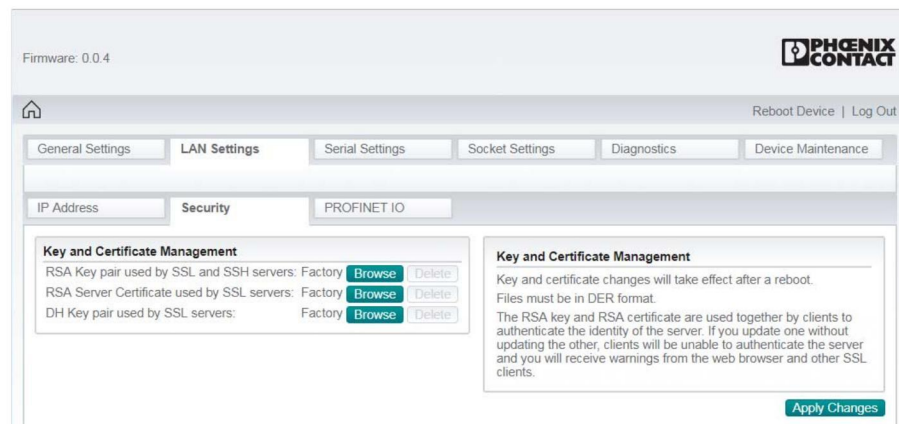 Firmware: 0.0.4
PHŒNIX
CONTACT
Reboot Device | Log Out
General Settings
LAN Settings
Serial Settings
Socket Settings
Diagnostics
Device Maintenance
IP Address
Security
PROFINET IO
Key and Certificate Management
RSA Key pair used by SSL and SSH servers: Factory Browse Delete
RSA Server Certificate used by SSL servers: Factory Browse Delete
DH Key pair used by SSL servers: Factory Browse Delete
Key and Certificate Management
Key and certificate changes will take effect after a reboot.
Files must be in DER format.
The RSA key and RSA certificate are used together by clients to
authenticate the identity of the server. If you update one without
updating the other, clients will be unable to authenticate the server
and you will receive warnings from the web browser and other SSL
clients.
Apply Changes